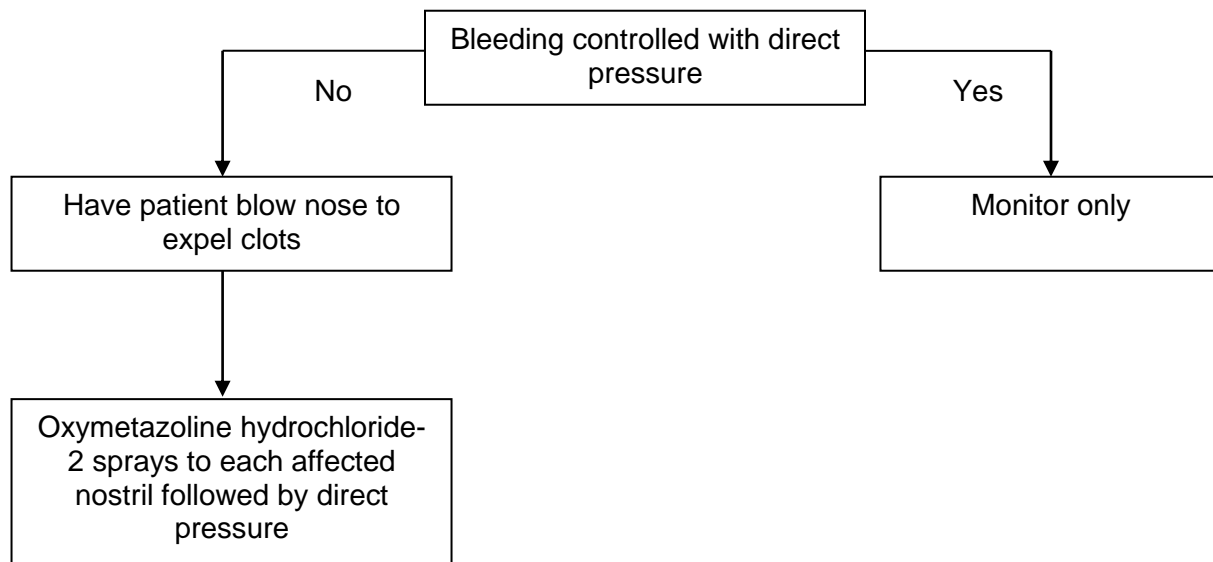 Bleeding controlled with direct
pressure
No
Yes
Have patient blow nose to
expel clots
Monitor only
Oxymetazoline hydrochloride-
2 sprays to each affected
nostril followed by direct
pressure